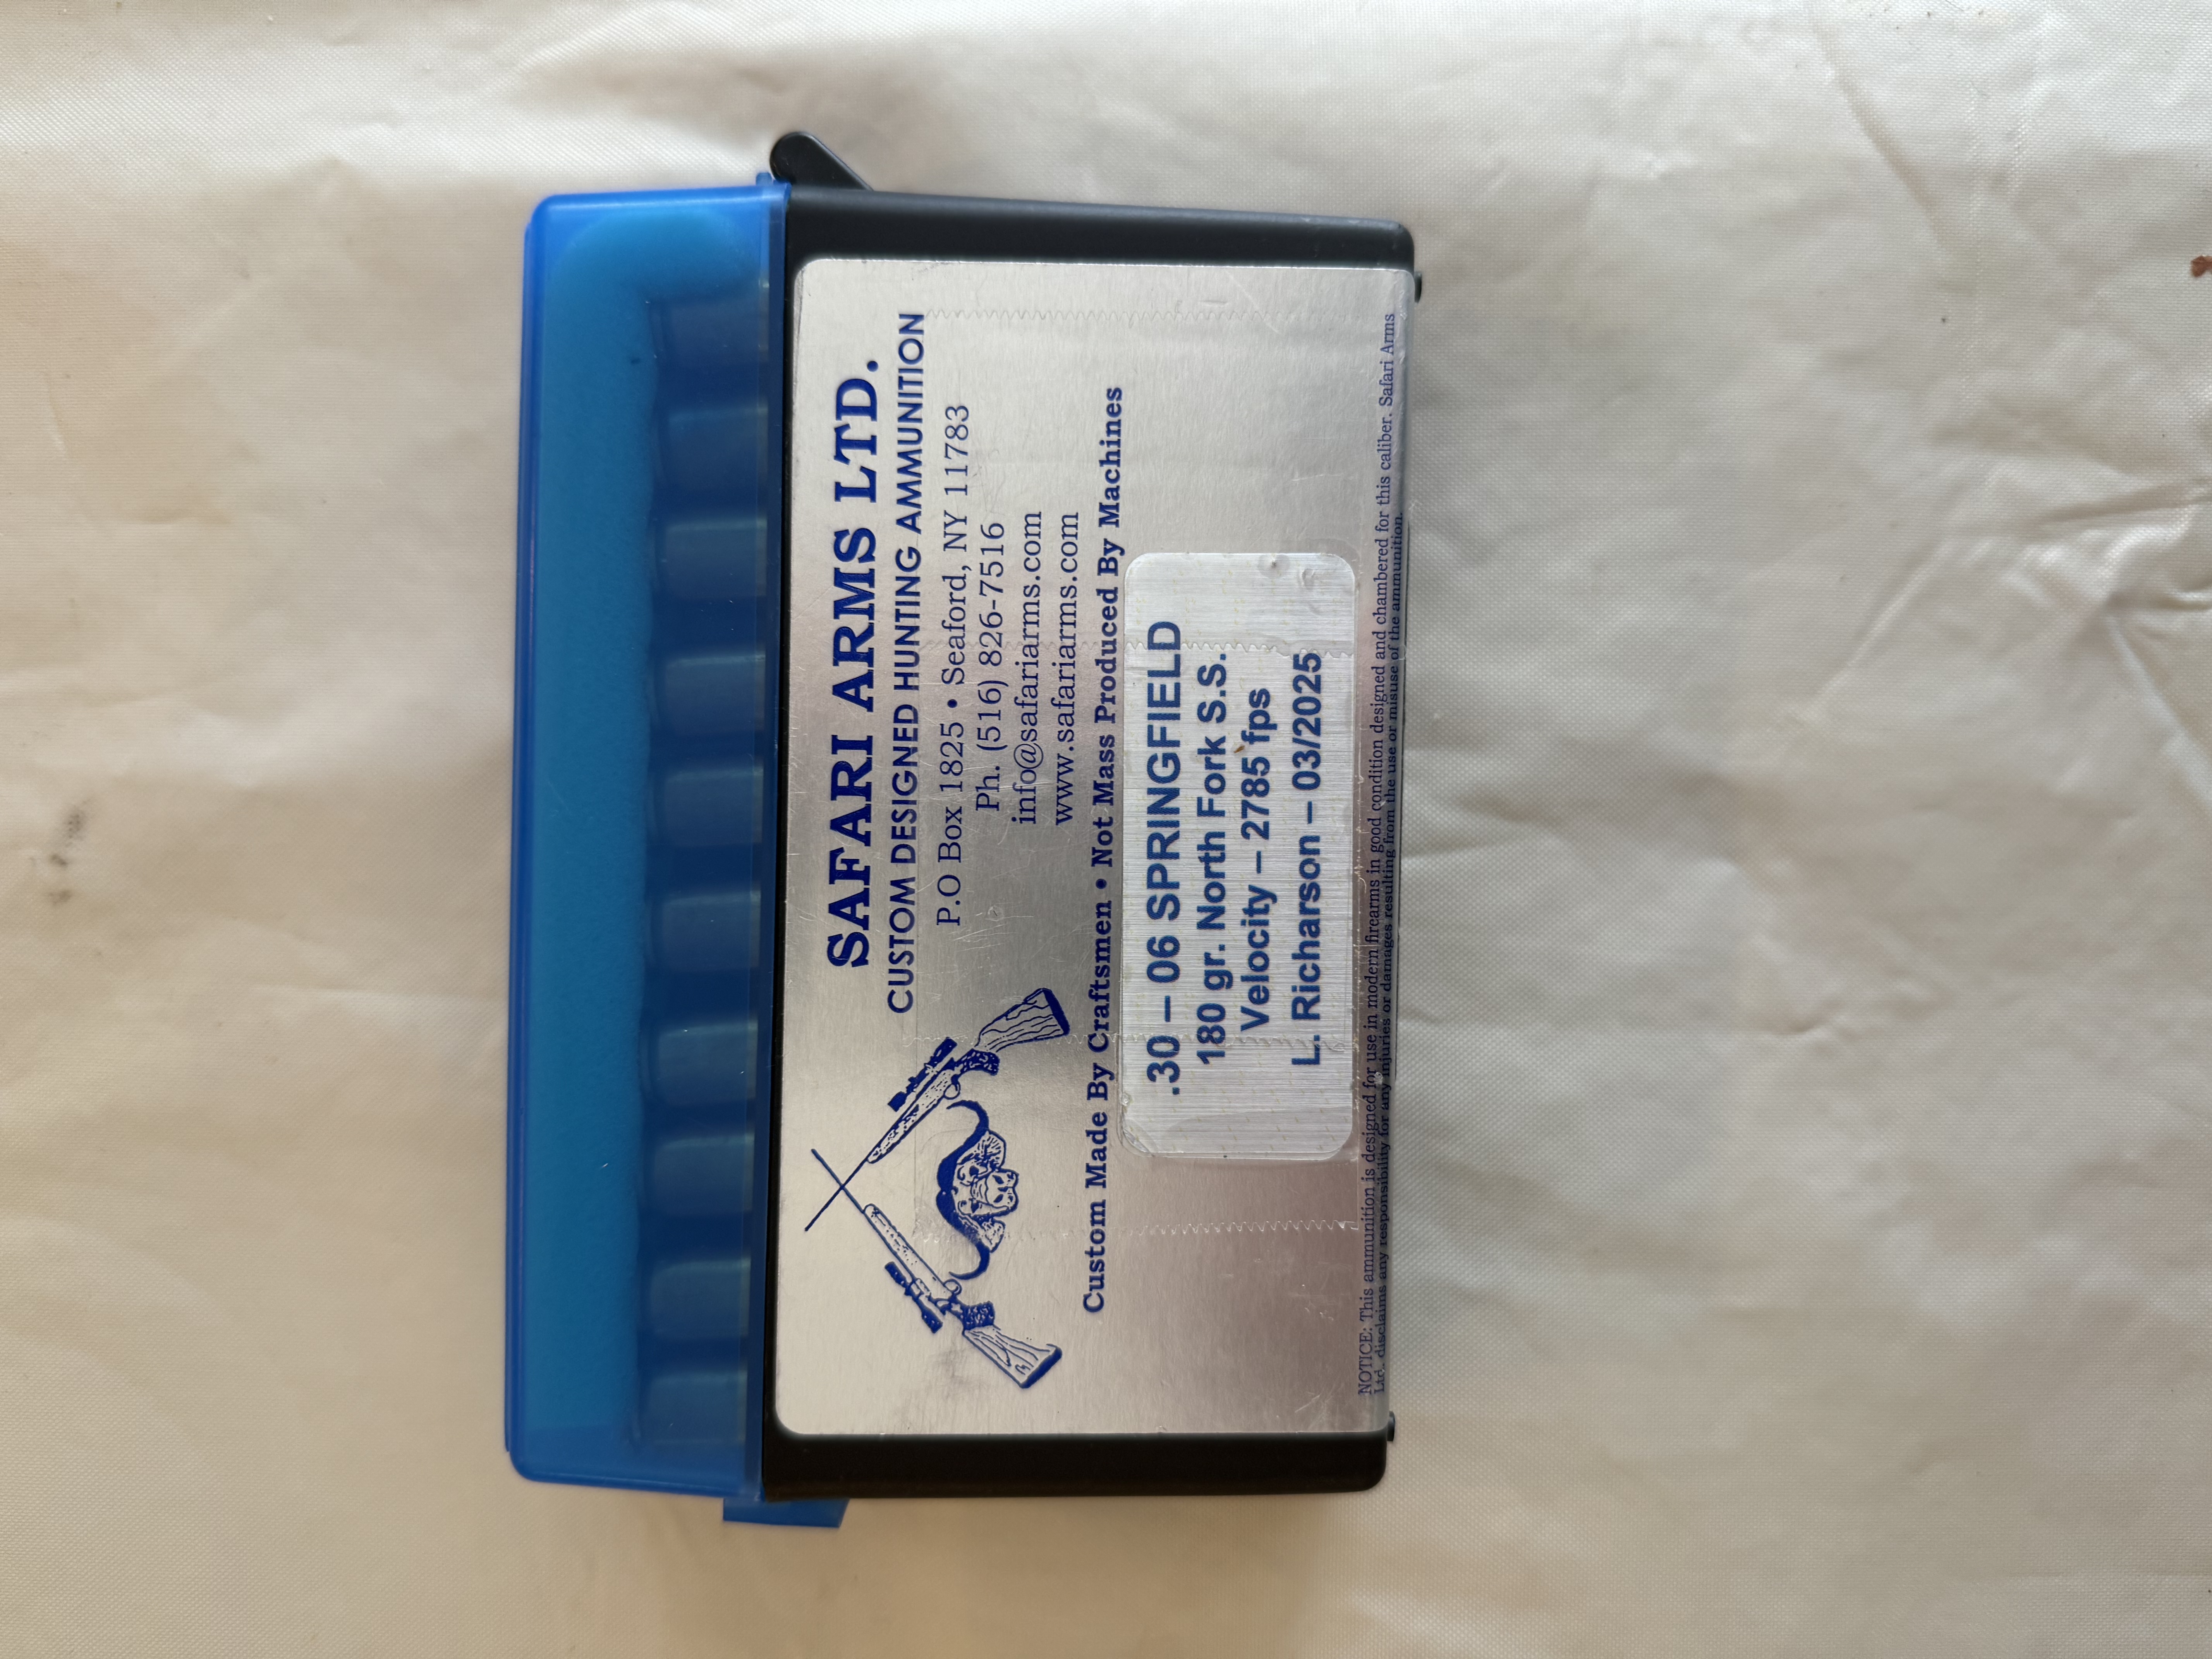 SAFARI ARMS LTD.
CUSTOM DESIGNED HUNTING AMMUNITION
P.O Box 1825 • Seaford, NY 11783
Ph. (516) 826-7516
info@safariarms.com
www.safariarms.com
Custom Made By Craftsmen • Not Mass Produced By Machines
.30 – 06 SPRINGFIELD
180 gr. North Fork S.S.
Velocity – 2785 fps
L. Richarson – 03/2025
NOTICE: This ammunition is designed for use in modern firearms in good condition designed and chambered for this caliber. Safari Arms
Ltd. disclaims any responsibility for any injuries or damages resulting from the use or misuse of the ammunition.